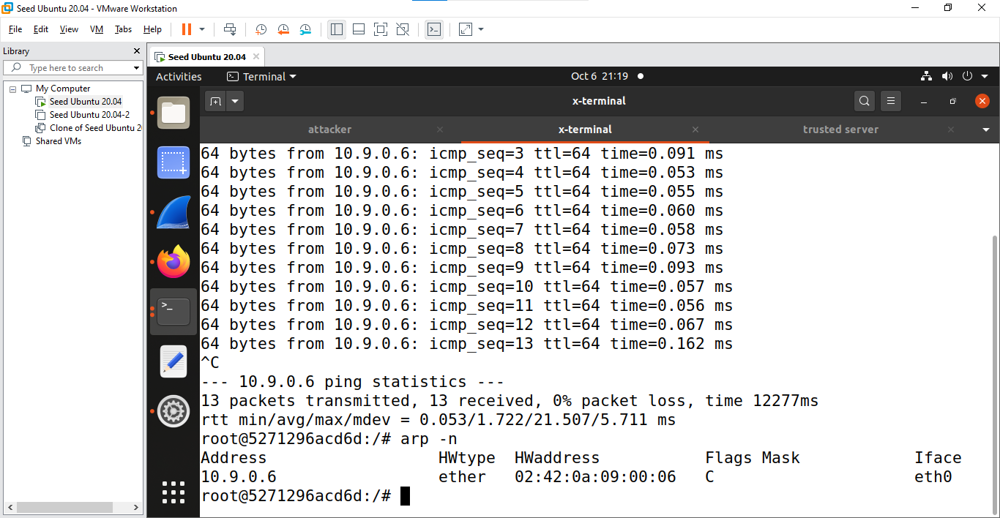 Seed Ubuntu 20.04 - VMware Workstation
File Edit View VM Tabs Help
Library
Type here to search
My Computer
Seed Ubuntu 20.04
Seed Ubuntu 20.04-2
Clone of Seed Ubuntu 2
Shared VMs
Seed Ubuntu 20.04
Activities Terminal Oct 6 21:19
x-terminal
attacker x-terminal trusted server
64 bytes from 10.9.0.6: icmp_seq=3 ttl=64 time=0.091 ms
64 bytes from 10.9.0.6: icmp_seq=4 ttl=64 time=0.053 ms
64 bytes from 10.9.0.6: icmp_seq=5 ttl=64 time=0.055 ms
64 bytes from 10.9.0.6: icmp_seq=6 ttl=64 time=0.060 ms
64 bytes from 10.9.0.6: icmp_seq=7 ttl=64 time=0.058 ms
64 bytes from 10.9.0.6: icmp_seq=8 ttl=64 time=0.073 ms
64 bytes from 10.9.0.6: icmp_seq=9 ttl=64 time=0.093 ms
64 bytes from 10.9.0.6: icmp_seq=10 ttl=64 time=0.057 ms
64 bytes from 10.9.0.6: icmp_seq=11 ttl=64 time=0.056 ms
64 bytes from 10.9.0.6: icmp_seq=12 ttl=64 time=0.067 ms
64 bytes from 10.9.0.6: icmp_seq=13 ttl=64 time=0.162 ms
^C
--- 10.9.0.6 ping statistics ---
13 packets transmitted, 13 received, 0% packet loss, time 12277ms
rtt min/avg/max/mdev = 0.053/1.722/21.507/5.711 ms
root@5271296acd6d:/# arp -n
Address HWtype HWaddress Flags Mask Iface
10.9.0.6 ether 02:42:0a:09:00:06 C eth0
root@5271296acd6d:/#